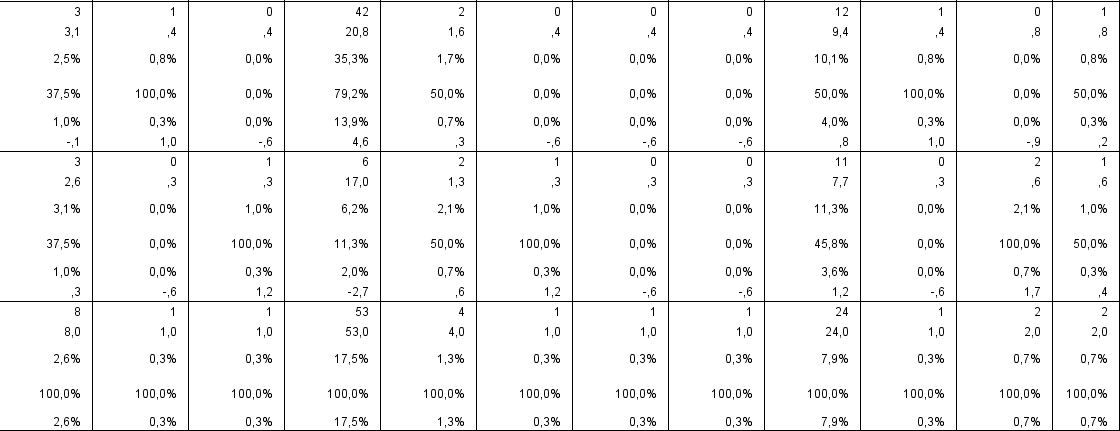 3 1 0 42 2 0 0 0 12 1 0 1
3,1 ,4 ,4 20,8 1,6 ,4 ,4 ,4 9,4 ,4 ,8 ,8
2,5% 0,8% 0,0% 35,3% 1,7% 0,0% 0,0% 0,0% 10,1% 0,8% 0,0% 0,8%
37,5% 100,0% 0,0% 79,2% 50,0% 0,0% 0,0% 0,0% 50,0% 100,0% 0,0% 50,0%
1,0% 0,3% 0,0% 13,9% 0,7% 0,0% 0,0% 0,0% 4,0% 0,3% 0,0% 0,3%
-,1 1,0 -,6 4,6 ,3 -,6 -,6 -,6 ,8 1,0 -,9 ,2
3 0 1 6 2 1 0 0 11 0 2 1
2,6 ,3 ,3 17,0 1,3 ,3 ,3 ,3 7,7 ,3 ,6 ,6
3,1% 0,0% 1,0% 6,2% 2,1% 1,0% 0,0% 0,0% 11,3% 0,0% 2,1% 1,0%
37,5% 0,0% 100,0% 11,3% 50,0% 100,0% 0,0% 0,0% 45,8% 0,0% 100,0% 50,0%
1,0% 0,0% 0,3% 2,0% 0,7% 0,3% 0,0% 0,0% 3,6% 0,0% 0,7% 0,3%
,3 -,6 1,2 -2,7 ,6 1,2 -,6 -,6 1,2 -,6 1,7 ,4
8 1 1 53 4 1 1 1 24 1 2 2
8,0 1,0 1,0 53,0 4,0 1,0 1,0 1,0 24,0 1,0 2,0 2,0
2,6% 0,3% 0,3% 17,5% 1,3% 0,3% 0,3% 0,3% 7,9% 0,3% 0,7% 0,7%
100,0% 100,0% 100,0% 100,0% 100,0% 100,0% 100,0% 100,0% 100,0% 100,0% 100,0% 100,0%
2,6% 0,3% 0,3% 17,5% 1,3% 0,3% 0,3% 0,3% 7,9% 0,3% 0,7% 0,7%